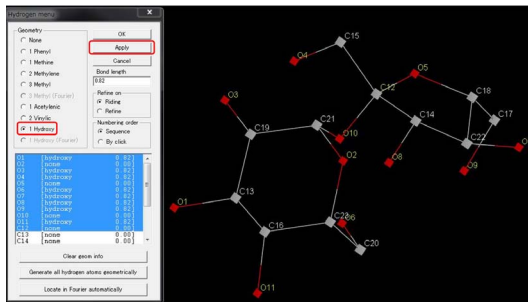 Hydrogen menu
Geometry
None
1 Phenyl
1 Methine
2 Methylene
3 Methyl
3 Methyl (Fourier)
1 Acetylenic
2 Vinylic
1 Hydroxy
1 Hydroxy (Fourier)
OK
Apply
Cancel
Bond length
0.82
Refine on
Riding
Refine
Numbering order
Sequence
By click
O1 [hydroxy 0.82]
O2 [none 0.00]
O3 [hydroxy 0.82]
O4 [hydroxy 0.82]
O5 [none 0.00]
O6 [hydroxy 0.82]
O7 [hydroxy 0.82]
O8 [hydroxy 0.82]
O9 [hydroxy 0.82]
O10 [none 0.00]
O11 [hydroxy 0.82]
C12 [none 0.00]
C13 [none 0.00]
C14 [none 0.00]
Clear geom info
Generate all hydrogen atoms geometrically
Locate in Fourier automatically
C15
O4
O5
C12
C18
O3
C21
C14
C17
C19
O10
C22
O2
O8
O9
C13
O1
C16
C23
O6
C20
O11